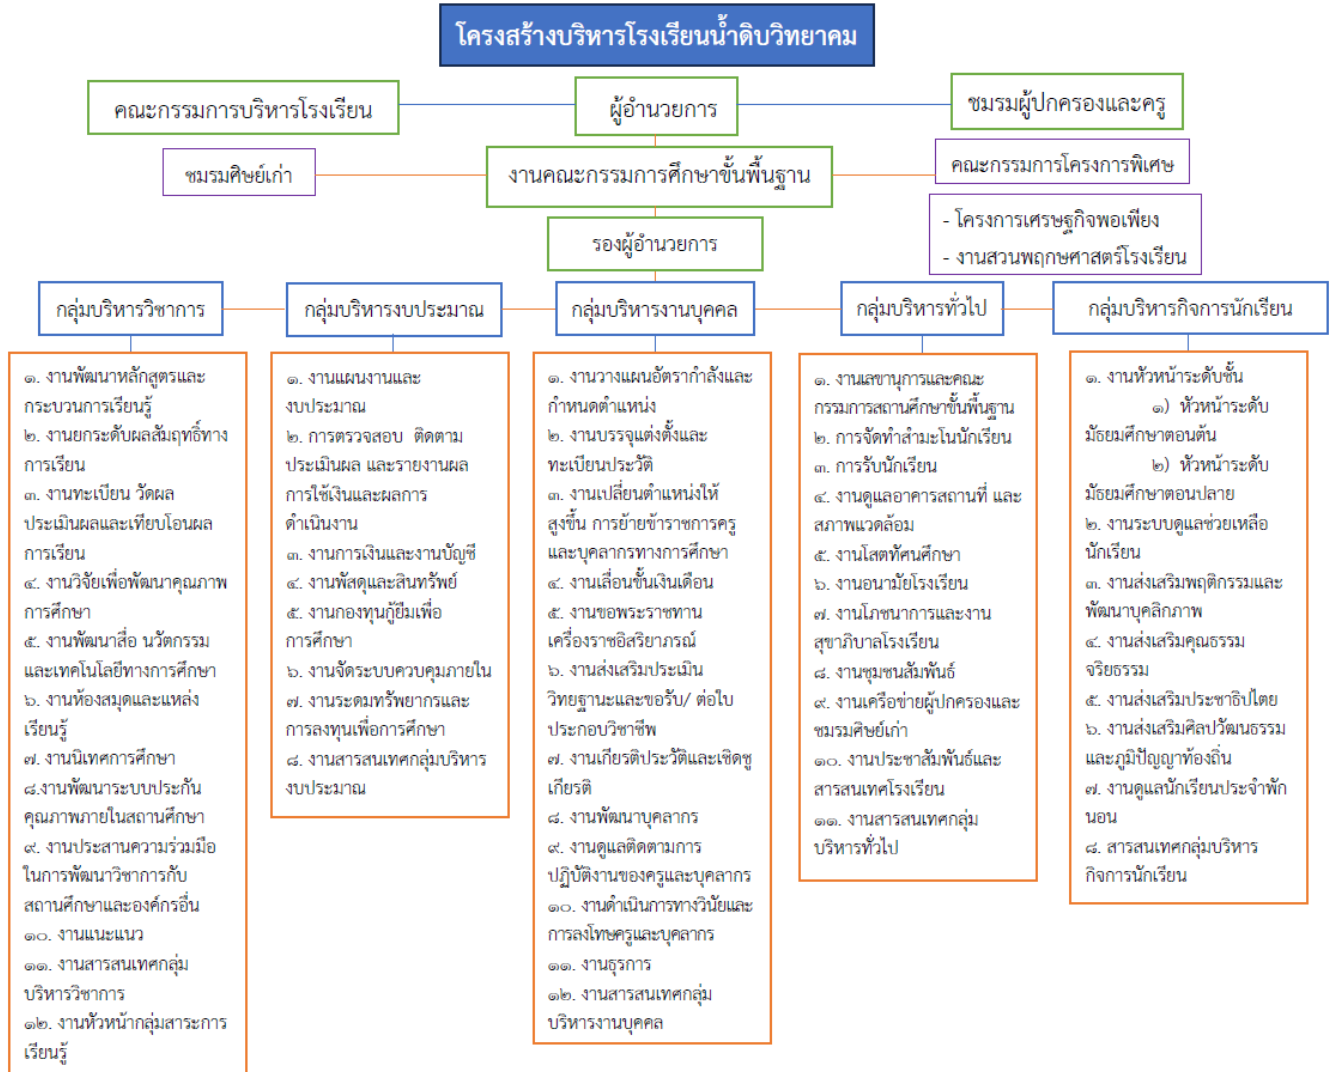 โครงสร้างบริหารโรงเรียนน้ำดิบวิทยาคม
คณะกรรมการบริหารโรงเรียน
ผู้อำนวยการ
ชมรมผู้ปกครองและครู
ชมรมศิษย์เก่า
งานคณะกรรมการศึกษาขั้นพื้นฐาน
คณะกรรมการโครงการพิเศษ
- โครงการเศรษฐกิจพอเพียง
- งานสวนพฤกษศาสตร์โรงเรียน
รองผู้อำนวยการ
กลุ่มบริหารวิชาการ
กลุ่มบริหารงบประมาณ
กลุ่มบริหารงานบุคคล
กลุ่มบริหารทั่วไป
กลุ่มบริหารกิจการนักเรียน
๑. งานพัฒนาหลักสูตรและ
กระบวนการเรียนรู้
๒. งานยกระดับผลสัมฤทธิ์ทาง
การเรียน
๓. งานทะเบียน วัดผล
ประเมินผลและเทียบโอนผล
การเรียน
๔. งานวิจัยเพื่อพัฒนาคุณภาพ
การศึกษา
๕. งานพัฒนาสื่อ นวัตกรรม
และเทคโนโลยีทางการศึกษา
๖. งานห้องสมุดและแหล่ง
เรียนรู้
๗. งานนิเทศการศึกษา
๘.งานพัฒนาระบบประกัน
คุณภาพภายในสถานศึกษา
๙. งานประสานความร่วมมือ
ในการพัฒนาวิชาการกับ
สถานศึกษาและองค์กรอื่น
๑๐. งานแนะแนว
๑๑. งานสารสนเทศกลุ่ม
บริหารวิชาการ
๑๒. งานหัวหน้ากลุ่มสาระการ
เรียนรู้
๑. งานแผนงานและ
งบประมาณ
๒. การตรวจสอบ ติดตาม
ประเมินผล และรายงานผล
การใช้เงินและผลการ
ดำเนินงาน
๓. งานการเงินและงานบัญชี
๔. งานพัสดุและสินทรัพย์
๕. งานกองทุนกู้ยืมเพื่อ
การศึกษา
๖. งานจัดระบบควบคุมภายใน
๗. งานระดมทรัพยากรและ
การลงทุนเพื่อการศึกษา
๘. งานสารสนเทศกลุ่มบริหาร
งบประมาณ
๑. งานวางแผนอัตรากำลังและ
กำหนดตำแหน่ง
๒. งานบรรจุแต่งตั้งและ
ทะเบียนประวัติ
๓. งานเปลี่ยนตำแหน่งให้
สูงขึ้น การย้ายข้าราชการครู
และบุคลากรทางการศึกษา
๔. งานเลื่อนขั้นเงินเดือน
๕. งานขอพระราชทาน
เครื่องราชอิสริยาภรณ์
๖. งานส่งเสริมประเมิน
วิทยฐานะและขอรับ/ ต่อใบ
ประกอบวิชาชีพ
๗. งานเกียรติประวัติและเชิดชู
เกียรติ
๘. งานพัฒนาบุคลากร
๙. งานดูแลติดตามการ
ปฏิบัติงานของครูและบุคลากร
๑๐. งานดำเนินการทางวินัยและ
การลงโทษครูและบุคลากร
๑๑. งานธุรการ
๑๒. งานสารสนเทศกลุ่ม
บริหารงานบุคคล
๑. งานเลขานุการและคณะ
กรรมการสถานศึกษาขั้นพื้นฐาน
๒. การจัดทำสำมะโนนักเรียน
๓. การรับนักเรียน
๔. งานดูแลอาคารสถานที่ และ
สภาพแวดล้อม
๕. งานโสตทัศนศึกษา
๖. งานอนามัยโรงเรียน
๗. งานโภชนาการและงาน
สุขาภิบาลโรงเรียน
๘. งานชุมชนสัมพันธ์
๙. งานเครือข่ายผู้ปกครองและ
ชมรมศิษย์เก่า
๑๐. งานประชาสัมพันธ์และ
สารสนเทศโรงเรียน
๑๑. งานสารสนเทศกลุ่ม
บริหารทั่วไป
๑. งานหัวหน้าระดับชั้น
๑) หัวหน้าระดับ
มัธยมศึกษาตอนต้น
๒) หัวหน้าระดับ
มัธยมศึกษาตอนปลาย
๒. งานระบบดูแลช่วยเหลือ
นักเรียน
๓. งานส่งเสริมพฤติกรรมและ
พัฒนาบุคลิกภาพ
๔. งานส่งเสริมคุณธรรม
จริยธรรม
๕. งานส่งเสริมประชาธิปไตย
๖. งานส่งเสริมศิลปวัฒนธรรม
และภูมิปัญญาท้องถิ่น
๗. งานดูแลนักเรียนประจำพัก
นอน
๘. สารสนเทศกลุ่มบริหาร
กิจการนักเรียน